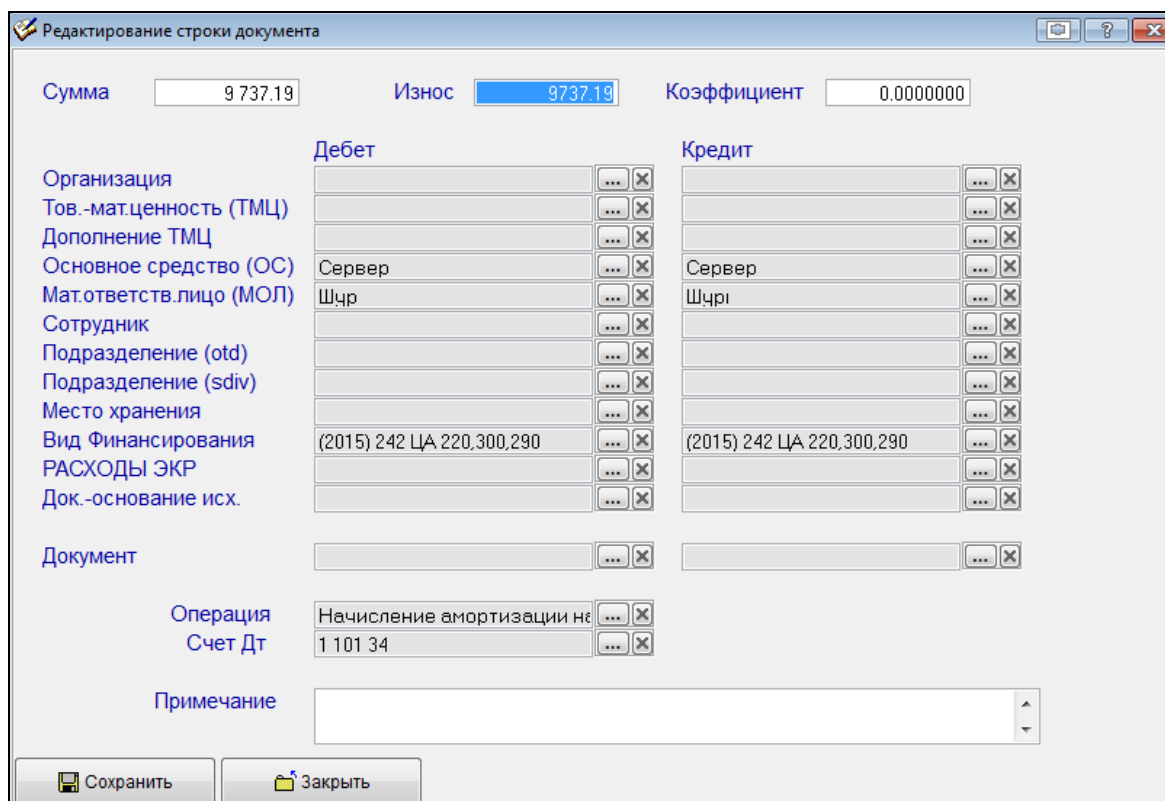 Редактирование строки документа
Сумма 9 737.19 Износ 9737.19 Коэффициент 0.0000000
Дебет Кредит
Организация ... ...
Тов.-мат.ценность (ТМЦ) ... ...
Дополнение ТМЦ ... ...
Основное средство (ОС) Сервер ... Сервер ...
Мат.ответств.лицо (МОЛ) Шур ... ...
Сотрудник ... ...
Подразделение (otd) ... ...
Подразделение (sdiv) ... ...
Место хранения ... ...
Вид Финансирования (2015) 242 ЦА 220,300,290 ... (2015) 242 ЦА 220,300,290 ...
РАСХОДЫ ЭКР ... ...
Док.-основание исх. ... ...
Документ ... ...
Операция Начисление амортизации на ...
Счет Дт 1 101 34 ...
Примечание
Сохранить Закрыть